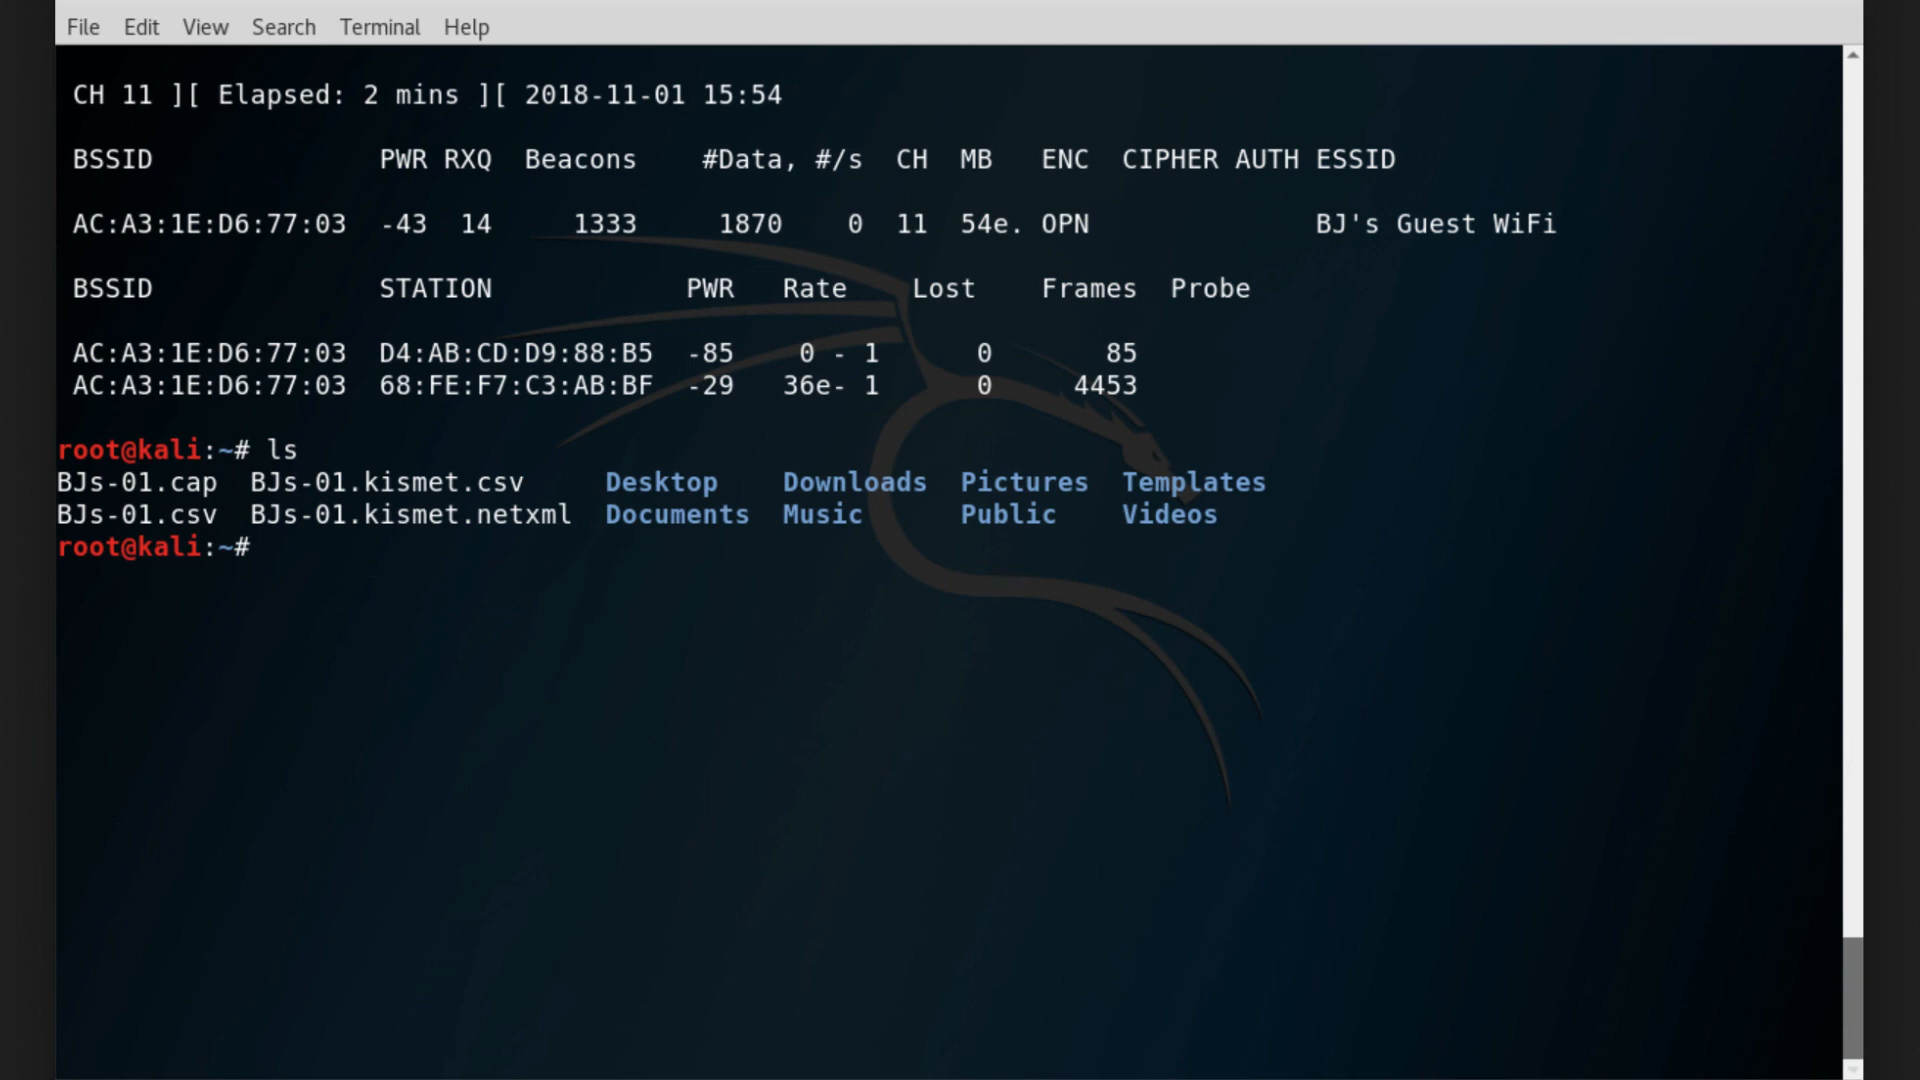 File Edit View Search Terminal Help
CH 11 ][ Elapsed: 2 mins ][ 2018-11-01 15:54
BSSID PWR RXQ Beacons #Data, #/s CH MB ENC CIPHER AUTH ESSID
AC:A3:1E:D6:77:03 -43 14 1333 1870 0 11 54e. OPN BJ's Guest WiFi
BSSID STATION PWR Rate Lost Frames Probe
AC:A3:1E:D6:77:03 D4:AB:CD:D9:88:B5 -85 0 - 1 0 85
AC:A3:1E:D6:77:03 68:FE:F7:C3:AB:BF -29 36e- 1 0 4453
root@kali:~# ls
BJs-01.cap BJs-01.kismet.csv Desktop Downloads Pictures Templates
BJs-01.csv BJs-01.kismet.netxml Documents Music Public Videos
root@kali:~#